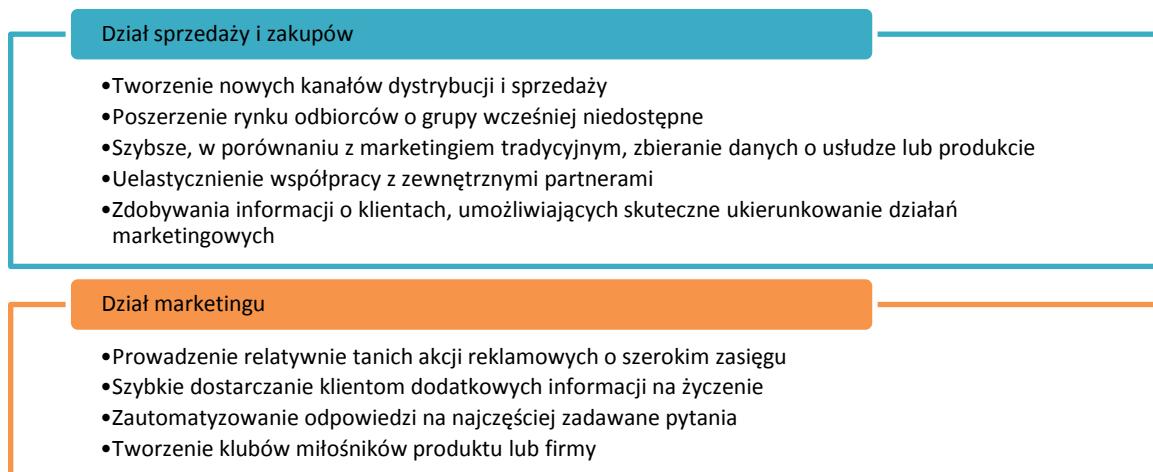 Dział sprzedaży i zakupów
•Tworzenie nowych kanałów dystrybucji i sprzedaży
•Poszerzenie rynku odbiorców o grupy wcześniej niedostępne
•Szybsze, w porównaniu z marketingiem tradycyjnym, zbieranie danych o usłudze lub produkcie
•Uelastycznienie współpracy z zewnętrznymi partnerami
•Zdobywania informacji o klientach, umożliwiających skuteczne ukierunkowanie działań
marketingowych
Dział marketingu
•Prowadzenie relatywnie tanich akcji reklamowych o szerokim zasięgu
•Szybkie dostarczanie klientom dodatkowych informacji na życzenie
•Zautomatyzowanie odpowiedzi na najczęściej zadawane pytania
•Tworzenie klubów miłośników produktu lub firmy